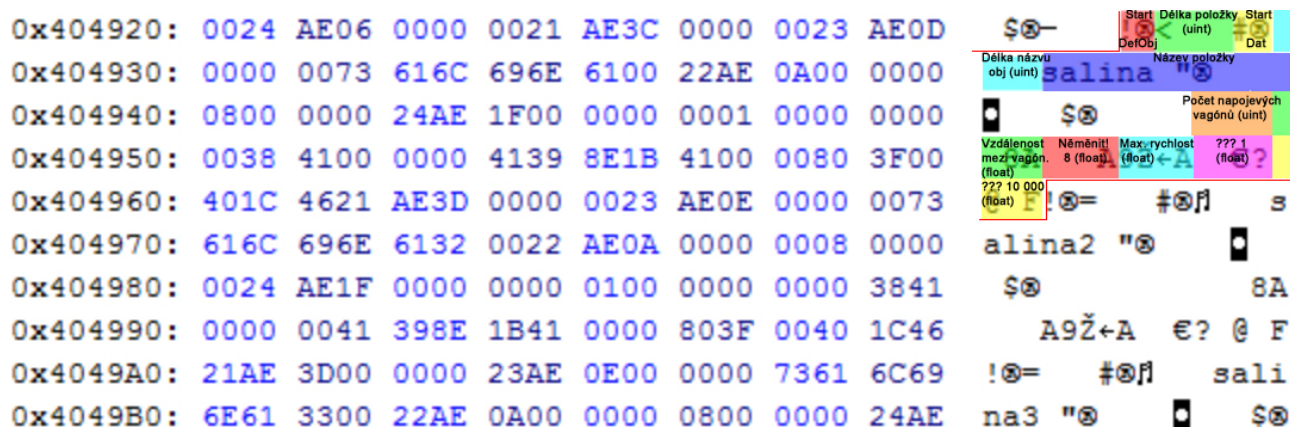 0x404920: 0024 AE06 0000 0021 AE3C 0000 0023 AE0D $⊗─ !⊗< #⊗
Start DefObj Délka položky (uint) Start Dat
0x404930: 0000 0073 616C 696E 6100 22AE 0A00 0000 salina "⊗
Délka názvu obj (uint) Název položky
0x404940: 0800 0000 24AE 1F00 0000 0001 0000 0000 ◘ $⊗
Počet napojevých vagónů (uint)
0x404950: 0038 4100 0000 4139 8E1B 4100 0080 3F00 8A A9Ž←A €?
Vzdálenost mezi vagón. (float) Něměnit! 8 (float) Max. rychlost (float) ??? 1 (float)
0x404960: 401C 4621 AE3D 0000 0023 AE0E 0000 0073 @ F!⊗= #⊗♫ s
??? 10 000 (float)
0x404970: 616C 696E 6132 0022 AE0A 0000 0008 0000 alina2 "⊗ ◘
0x404980: 0024 AE1F 0000 0000 0100 0000 0000 3841 $⊗ 8A
0x404990: 0000 0041 398E 1B41 0000 803F 0040 1C46 A9Ž←A €? @ F
0x4049A0: 21AE 3D00 0000 23AE 0E00 0000 7361 6C69 !⊗= #⊗♫ sali
0x4049B0: 6E61 3300 22AE 0A00 0000 0800 0000 24AE na3 "⊗ ◘ $⊗